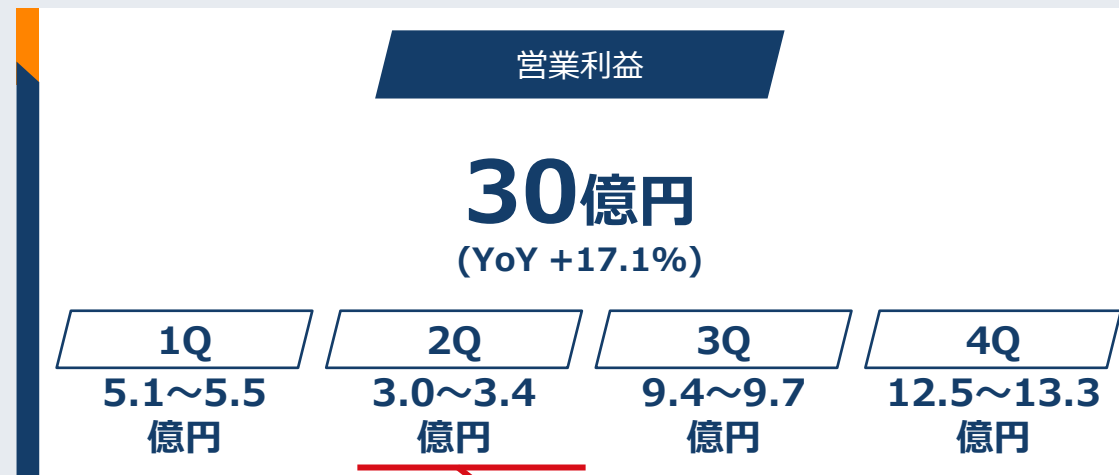 営業利益
30億円
(YoY +17.1%)
1Q
2Q
3Q
4Q
5.1～5.5
億円
3.0～3.4
億円
9.4～9.7
億円
12.5～13.3
億円